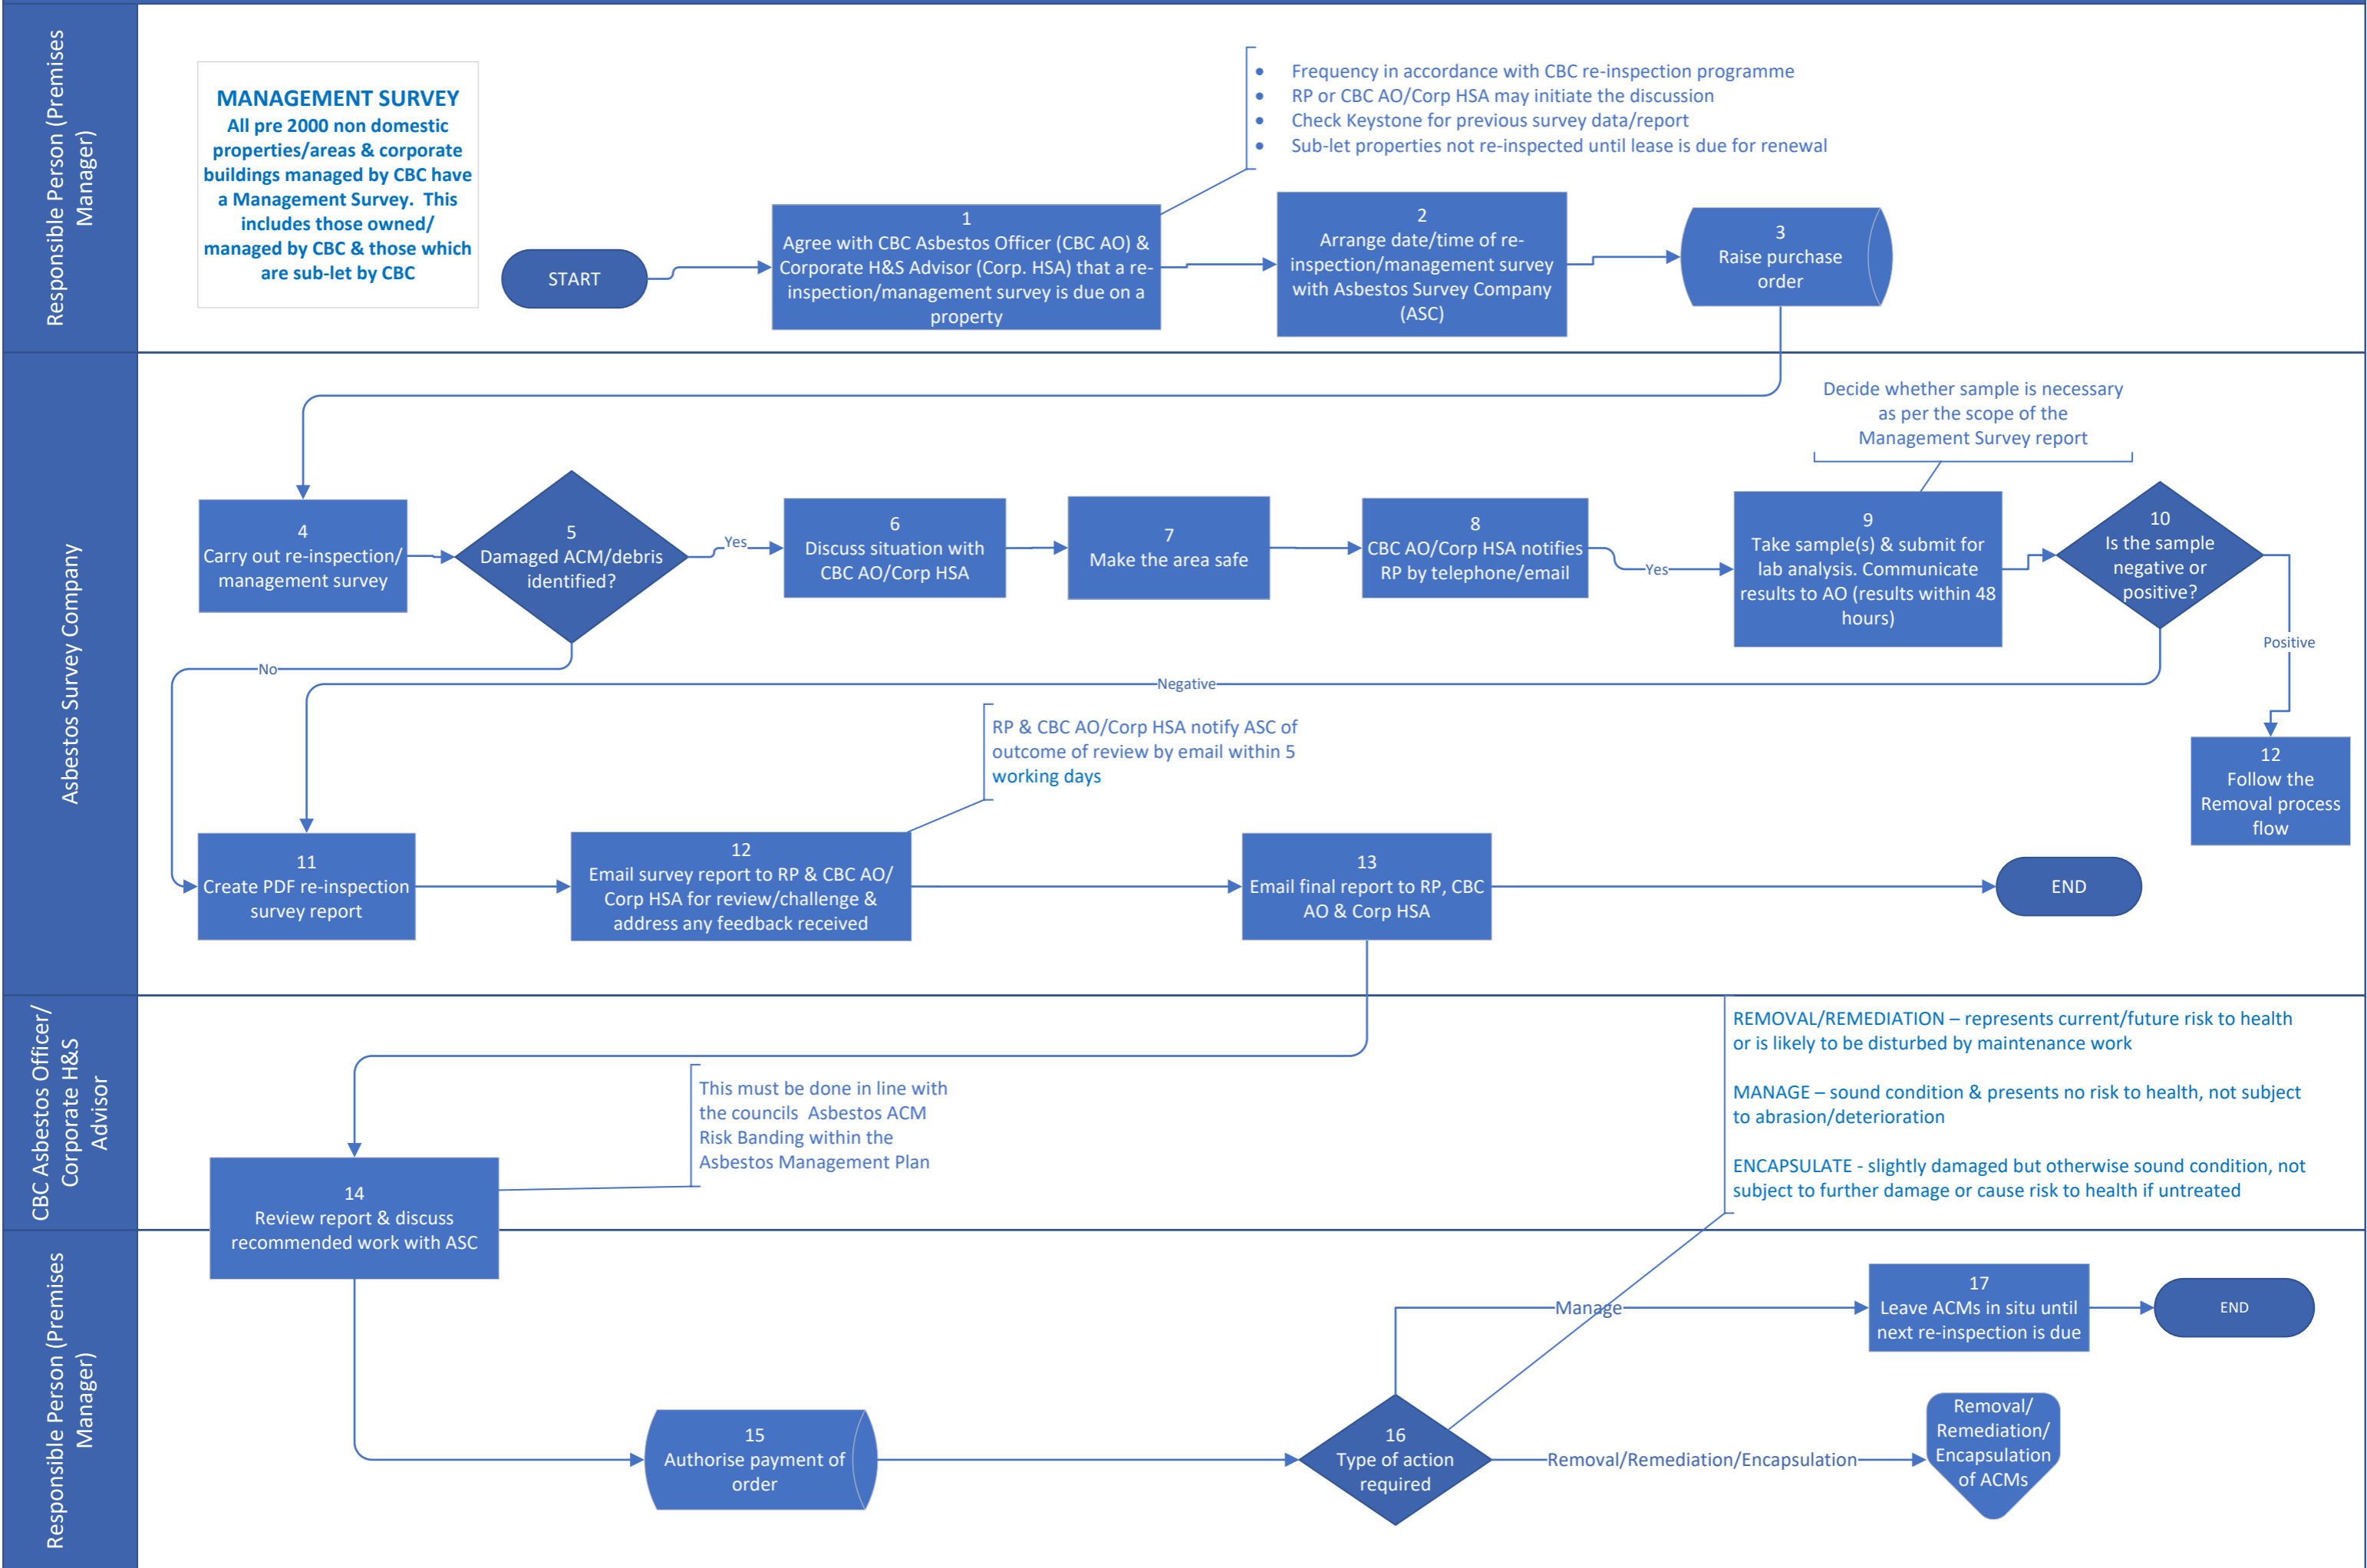 Responsible Person (Premises
Manager)
MANAGEMENT SURVEY
All pre 2000 non domestic
properties/areas & corporate
buildings managed by CBC have
a Management Survey.  This
includes those owned/
managed by CBC & those which
are sub-let by CBC
START
• Frequency in accordance with CBC re-inspection programme
• RP or CBC AO/Corp HSA may initiate the discussion
• Check Keystone for previous survey data/report
• Sub-let properties not re-inspected until lease is due for renewal
1
Agree with CBC Asbestos Officer (CBC AO) &
Corporate H&S Advisor (Corp. HSA) that a re-
inspection/management survey is due on a
property
2
Arrange date/time of re-
inspection/management survey
with Asbestos Survey Company
(ASC)
3
Raise purchase
order
Asbestos Survey Company
4
Carry out re-inspection/
management survey
5
Damaged ACM/debris
identified?
Yes
6
Discuss situation with
CBC AO/Corp HSA
7
Make the area safe
8
CBC AO/Corp HSA notifies
RP by telephone/email
Yes
Decide whether sample is necessary
as per the scope of the
Management Survey report
9
Take sample(s) & submit for
lab analysis. Communicate
results to AO (results within 48
hours)
10
Is the sample
negative or
positive?
Positive
No
Negative
12
Follow the
Removal process
flow
RP & CBC AO/Corp HSA notify ASC of
outcome of review by email within 5
working days
11
Create PDF re-inspection
survey report
12
Email survey report to RP & CBC AO/
Corp HSA for review/challenge &
address any feedback received
13
Email final report to RP, CBC
AO & Corp HSA
END
CBC Asbestos Officer/
Corporate H&S
Advisor
This must be done in line with
the councils  Asbestos ACM
Risk Banding within the
Asbestos Management Plan
REMOVAL/REMEDIATION – represents current/future risk to health
or is likely to be disturbed by maintenance work
MANAGE – sound condition & presents no risk to health, not subject
to abrasion/deterioration
ENCAPSULATE - slightly damaged but otherwise sound condition, not
subject to further damage or cause risk to health if untreated
14
Review report & discuss
recommended work with ASC
Responsible Person (Premises
Manager)
15
Authorise payment of
order
16
Type of action
required
Manage
17
Leave ACMs in situ until
next re-inspection is due
END
Removal/Remediation/Encapsulation
Removal/
Remediation/
Encapsulation
of ACMs